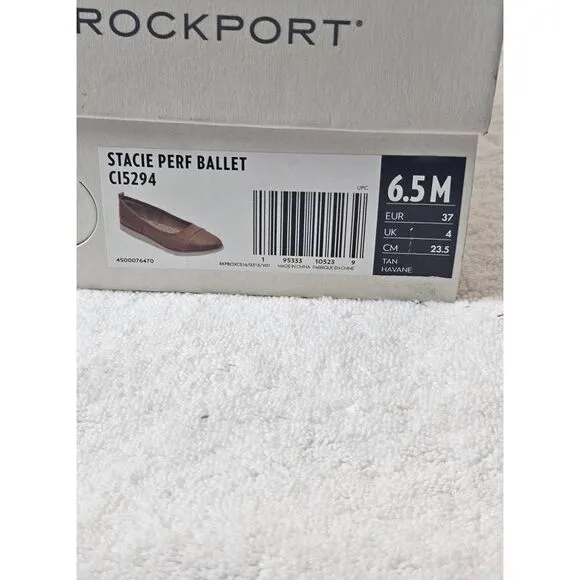 ROCKPORT®
STACIE PERF BALLET
CI5294
4500076470
UPC
1 95333 10523 9
MADE IN CHINA FABRIQUE EN CHINE
6.5 M
EUR 37
UK 4
CM 23.5
TAN
HAVANE